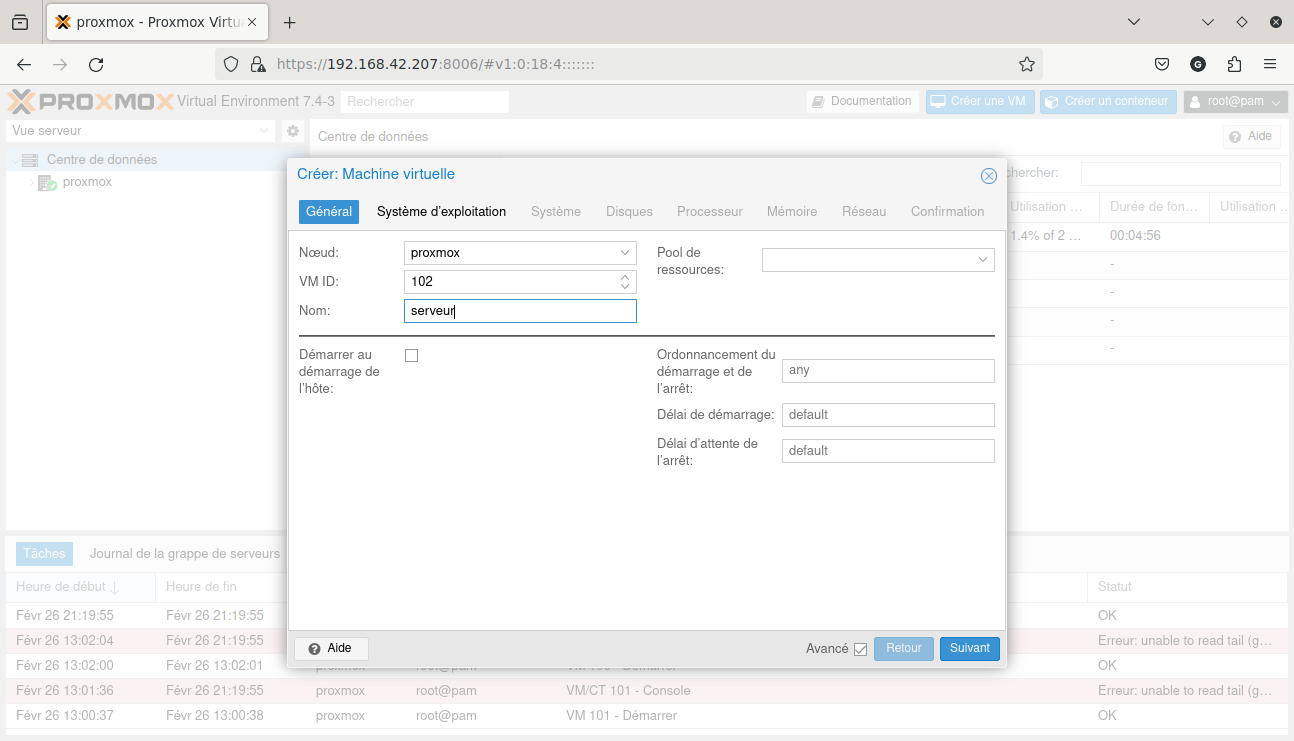 proxmox - Proxmox Virtu
https://192.168.42.207:8006/#v1:0:18:4:::::::
PROXMOX Virtual Environment 7.4-3
Rechercher
Documentation
Créer une VM
Créer un conteneur
root@pam
Vue serveur
Centre de données
Aide
Centre de données
proxmox
chercher:
Utilisation ...
Durée de fon...
Utilisation ..
1.4% of 2 ...
00:04:56
-
-
-
-
Créer: Machine virtuelle
Général
Système d'exploitation
Système
Disques
Processeur
Mémoire
Réseau
Confirmation
Nœud:
proxmox
Pool de
ressources:
VM ID:
102
Nom:
serveur
Démarrer au
démarrage de
l'hôte:
Ordonnancement du
démarrage et de
l'arrêt:
any
Délai de démarrage:
default
Délai d'attente de
l'arrêt:
default
Aide
Avancé
Retour
Suivant
Tâches
Journal de la grappe de serveurs
Heure de début
Heure de fin
Statut
Févr 26 21:19:55
Févr 26 21:19:55
OK
Févr 26 13:02:04
Févr 26 21:19:55
Erreur: unable to read tail (g...
Févr 26 13:02:00
Févr 26 13:02:01
proxmox
root@pam
VM 100 - Démarrer
OK
Févr 26 13:01:36
Févr 26 21:19:55
proxmox
root@pam
VM/CT 101 - Console
Erreur: unable to read tail (g...
Févr 26 13:00:37
Févr 26 13:00:38
proxmox
root@pam
VM 101 - Démarrer
OK